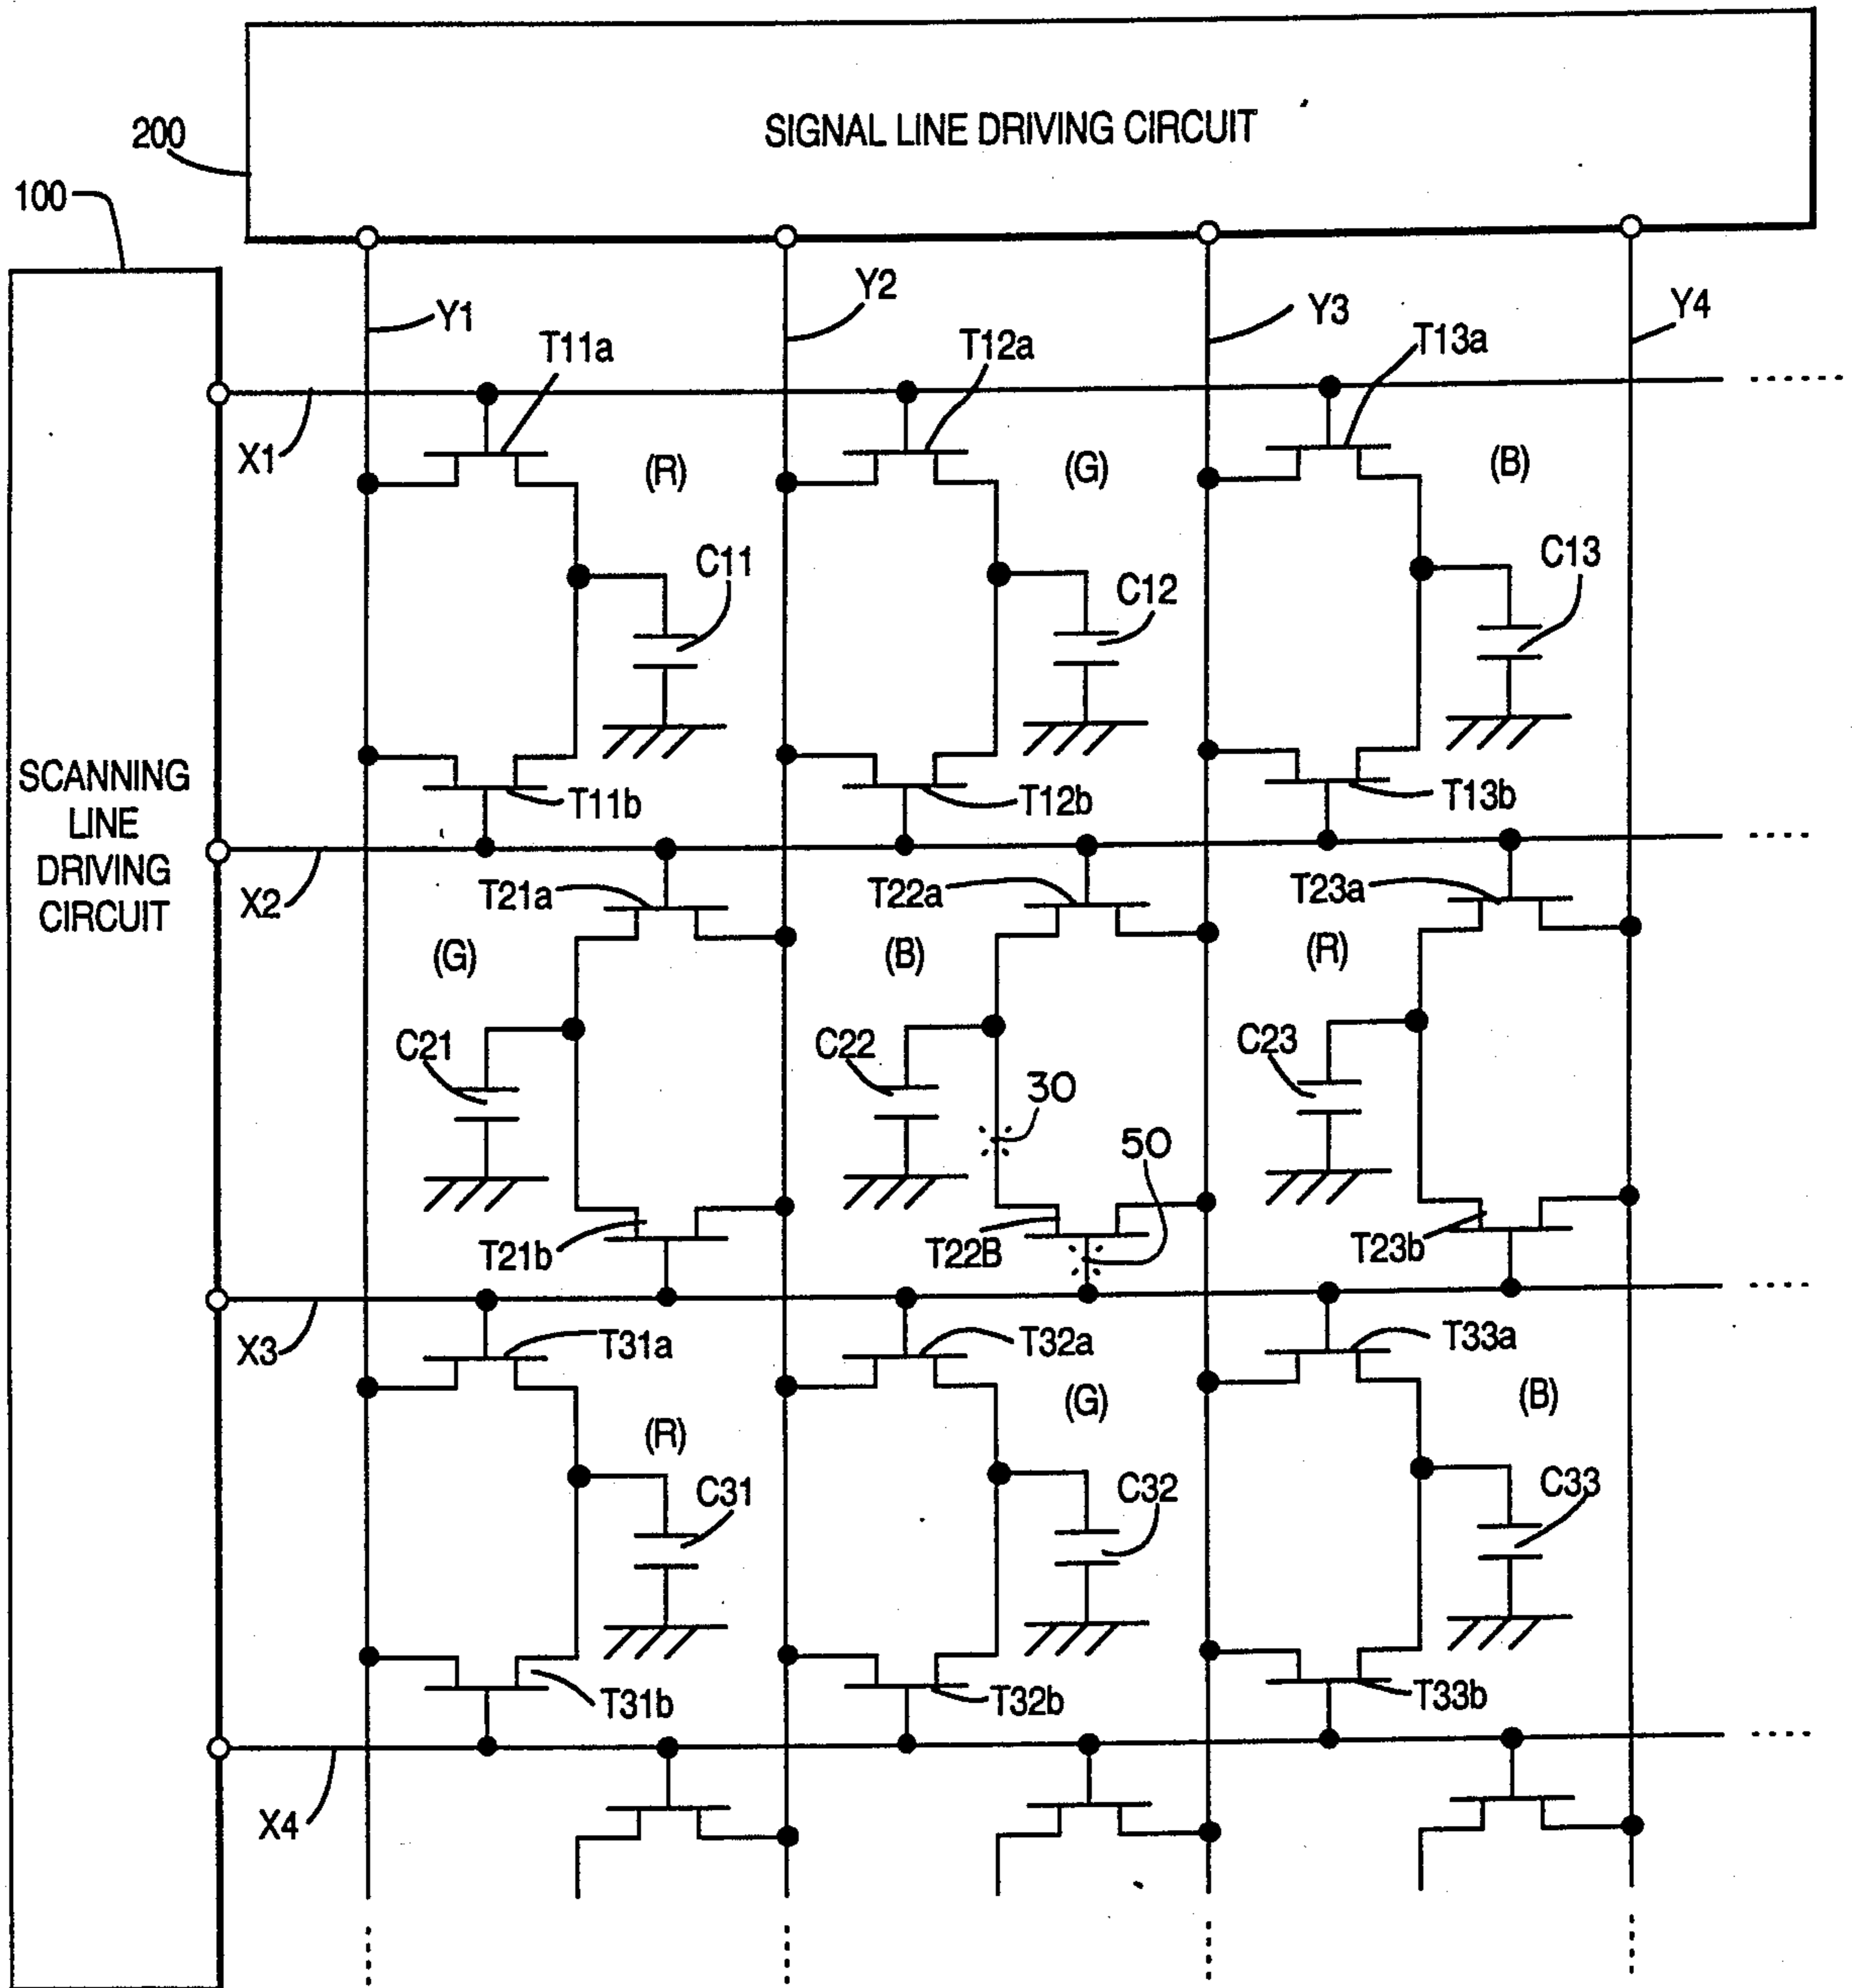 SIGNAL LINE DRIVING CIRCUIT
200
100
Y1
Y2
Y3
Y4
T11a
T12a
T13a
X1
(R)
(G)
(B)
C11
C12
C13
SCANNING
LINE
DRIVING
CIRCUIT
T11b
T12b
T13b
X2
T21a
T22a
T23a
(G)
(B)
(R)
C21
C22
C23
30
50
T21b
T22B
T23b
X3
T31a
T32a
T33a
(R)
(G)
(B)
C31
C32
C33
T31b
T32b
T33b
X4